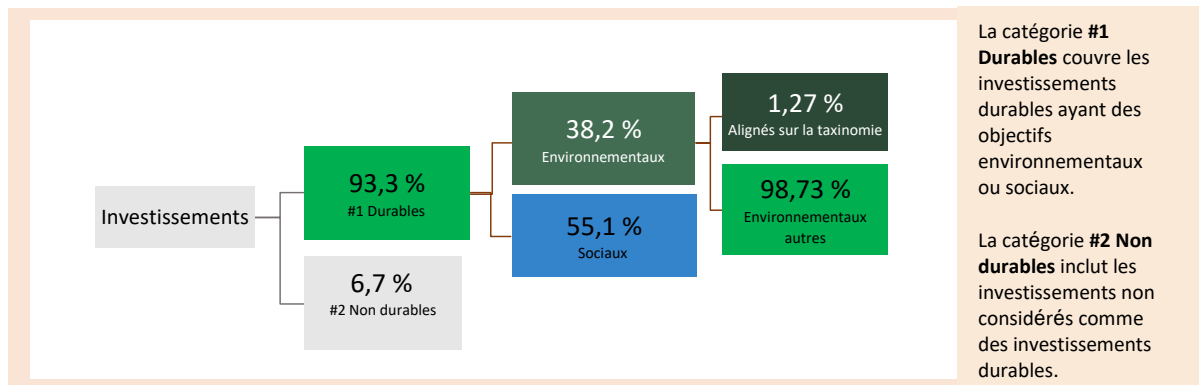 Investissements
93,3 %
#1 Durables
6,7 %
#2 Non durables
38,2 %
Environnementaux
55,1 %
Sociaux
1,27 %
Alignés sur la taxinomie
98,73 %
Environnementaux
autres
La catégorie #1
Durables couvre les
investissements
durables ayant des
objectifs
environnementaux
ou sociaux.
La catégorie #2 Non
durables inclut les
investissements non
considérés comme
des investissements
durables.